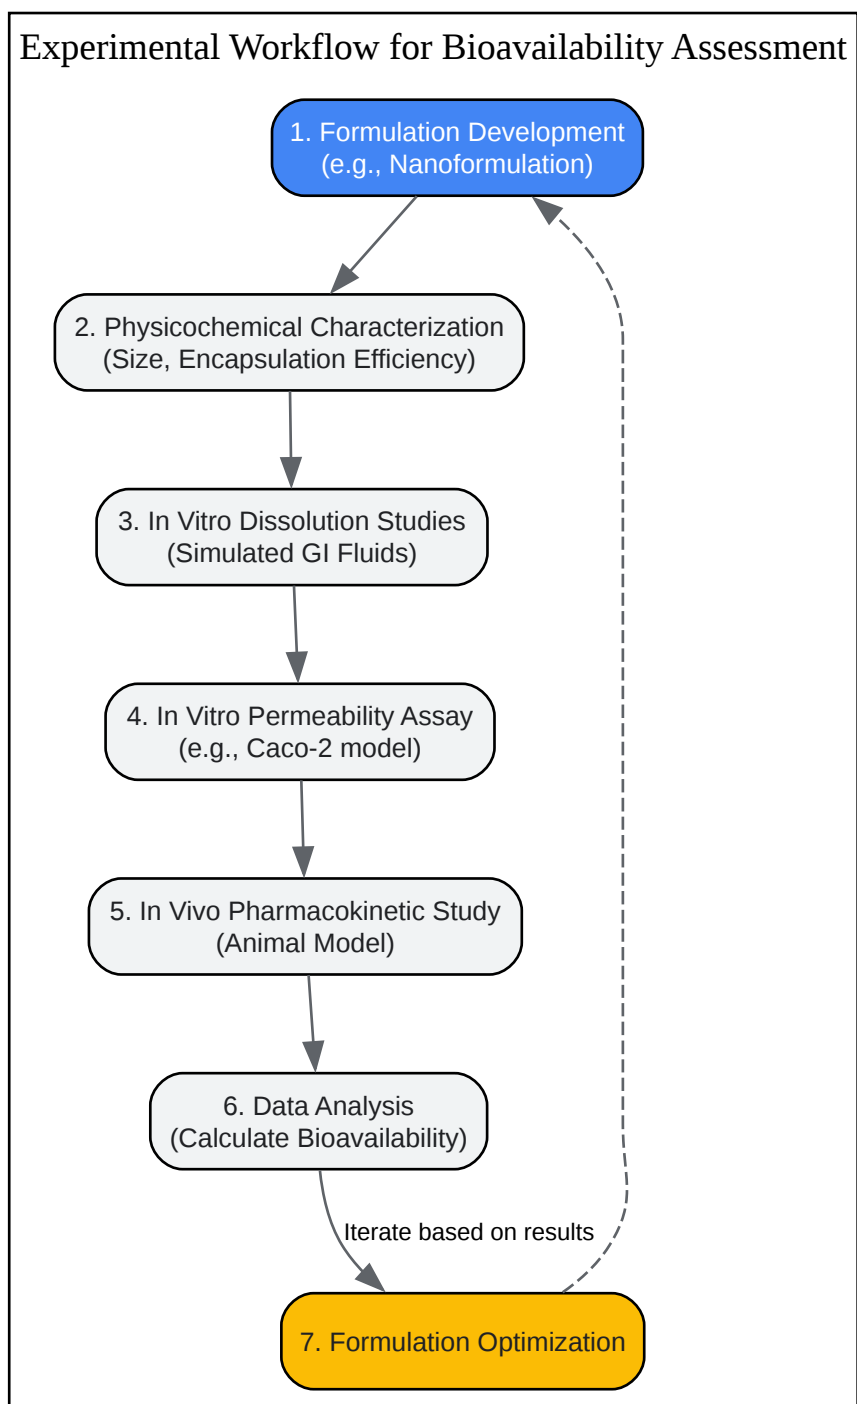 Experimental Workflow for Bioavailability Assessment
1. Formulation Development
(e.g., Nanoformulation)
2. Physicochemical Characterization
(Size, Encapsulation Efficiency)
3. In Vitro Dissolution Studies
(Simulated GI Fluids)
4. In Vitro Permeability Assay
(e.g., Caco-2 model)
5. In Vivo Pharmacokinetic Study
(Animal Model)
6. Data Analysis
(Calculate Bioavailability)
Iterate based on results
7. Formulation Optimization